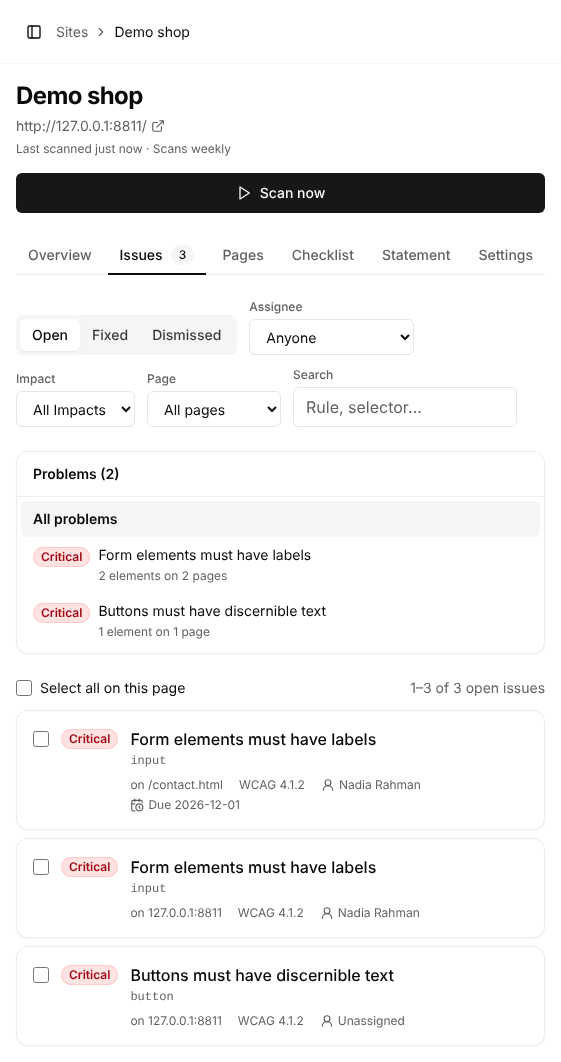 Sites > Demo shop
Demo shop
http://127.0.0.1:8811/
Last scanned just now · Scans weekly
Scan now
Overview Issues 3 Pages Checklist Statement Settings
Assignee
Open Fixed Dismissed Anyone
Impact Page Search
All Impacts All pages Rule, selector...
Problems (2)
All problems
Critical Form elements must have labels
2 elements on 2 pages
Critical Buttons must have discernible text
1 element on 1 page
Select all on this page 1–3 of 3 open issues
Critical Form elements must have labels
input
on /contact.html WCAG 4.1.2 Nadia Rahman
Due 2026-12-01
Critical Form elements must have labels
input
on 127.0.0.1:8811 WCAG 4.1.2 Nadia Rahman
Critical Buttons must have discernible text
button
on 127.0.0.1:8811 WCAG 4.1.2 Unassigned